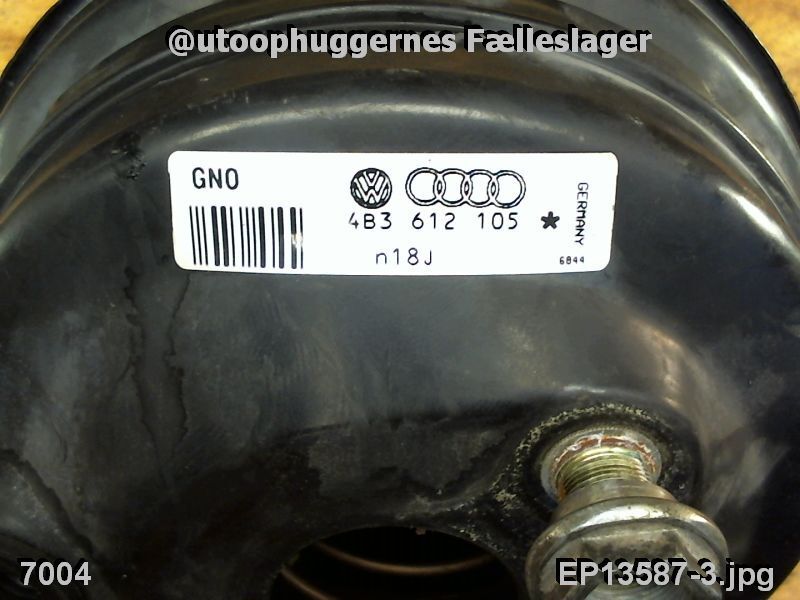 @utoophuggernes Fælleslager
GNO
4B3 612 105 *
n18J
GERMANY
6844
7004
EP13587-3.jpg